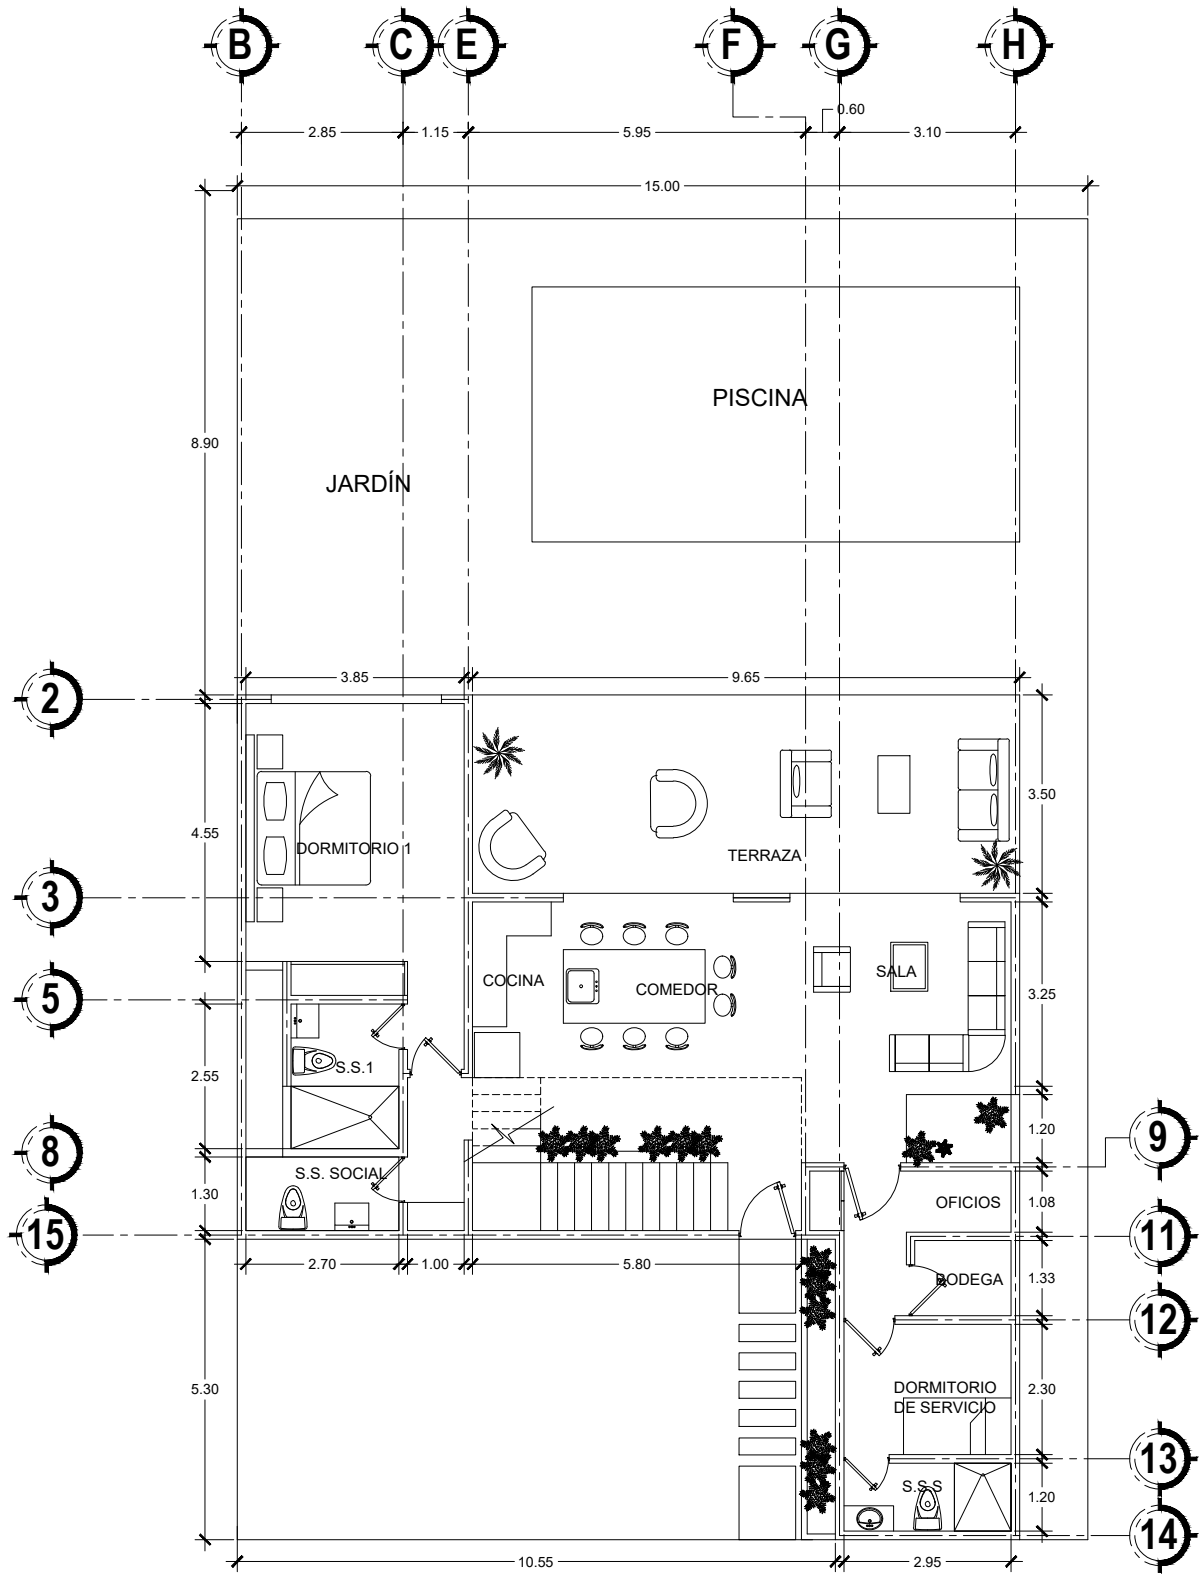 B C E F G H
0.60
2.85 1.15 5.95 3.10
15.00
PISCINA
8.90
JARDÍN
3.85 9.65
2
3.50
4.55
DORMITORIO 1
TERRAZA
3
SALA
COCINA
COMEDOR
3.25
5
S.S.1
2.55
1.20
9
8
S.S. SOCIAL
1.30
OFICIOS
1.08
15
11
2.70 1.00 5.80
BODEGA
1.33
12
5.30
DORMITORIO
DE SERVICIO
2.30
13
S.S.S
1.20
14
10.55 2.95